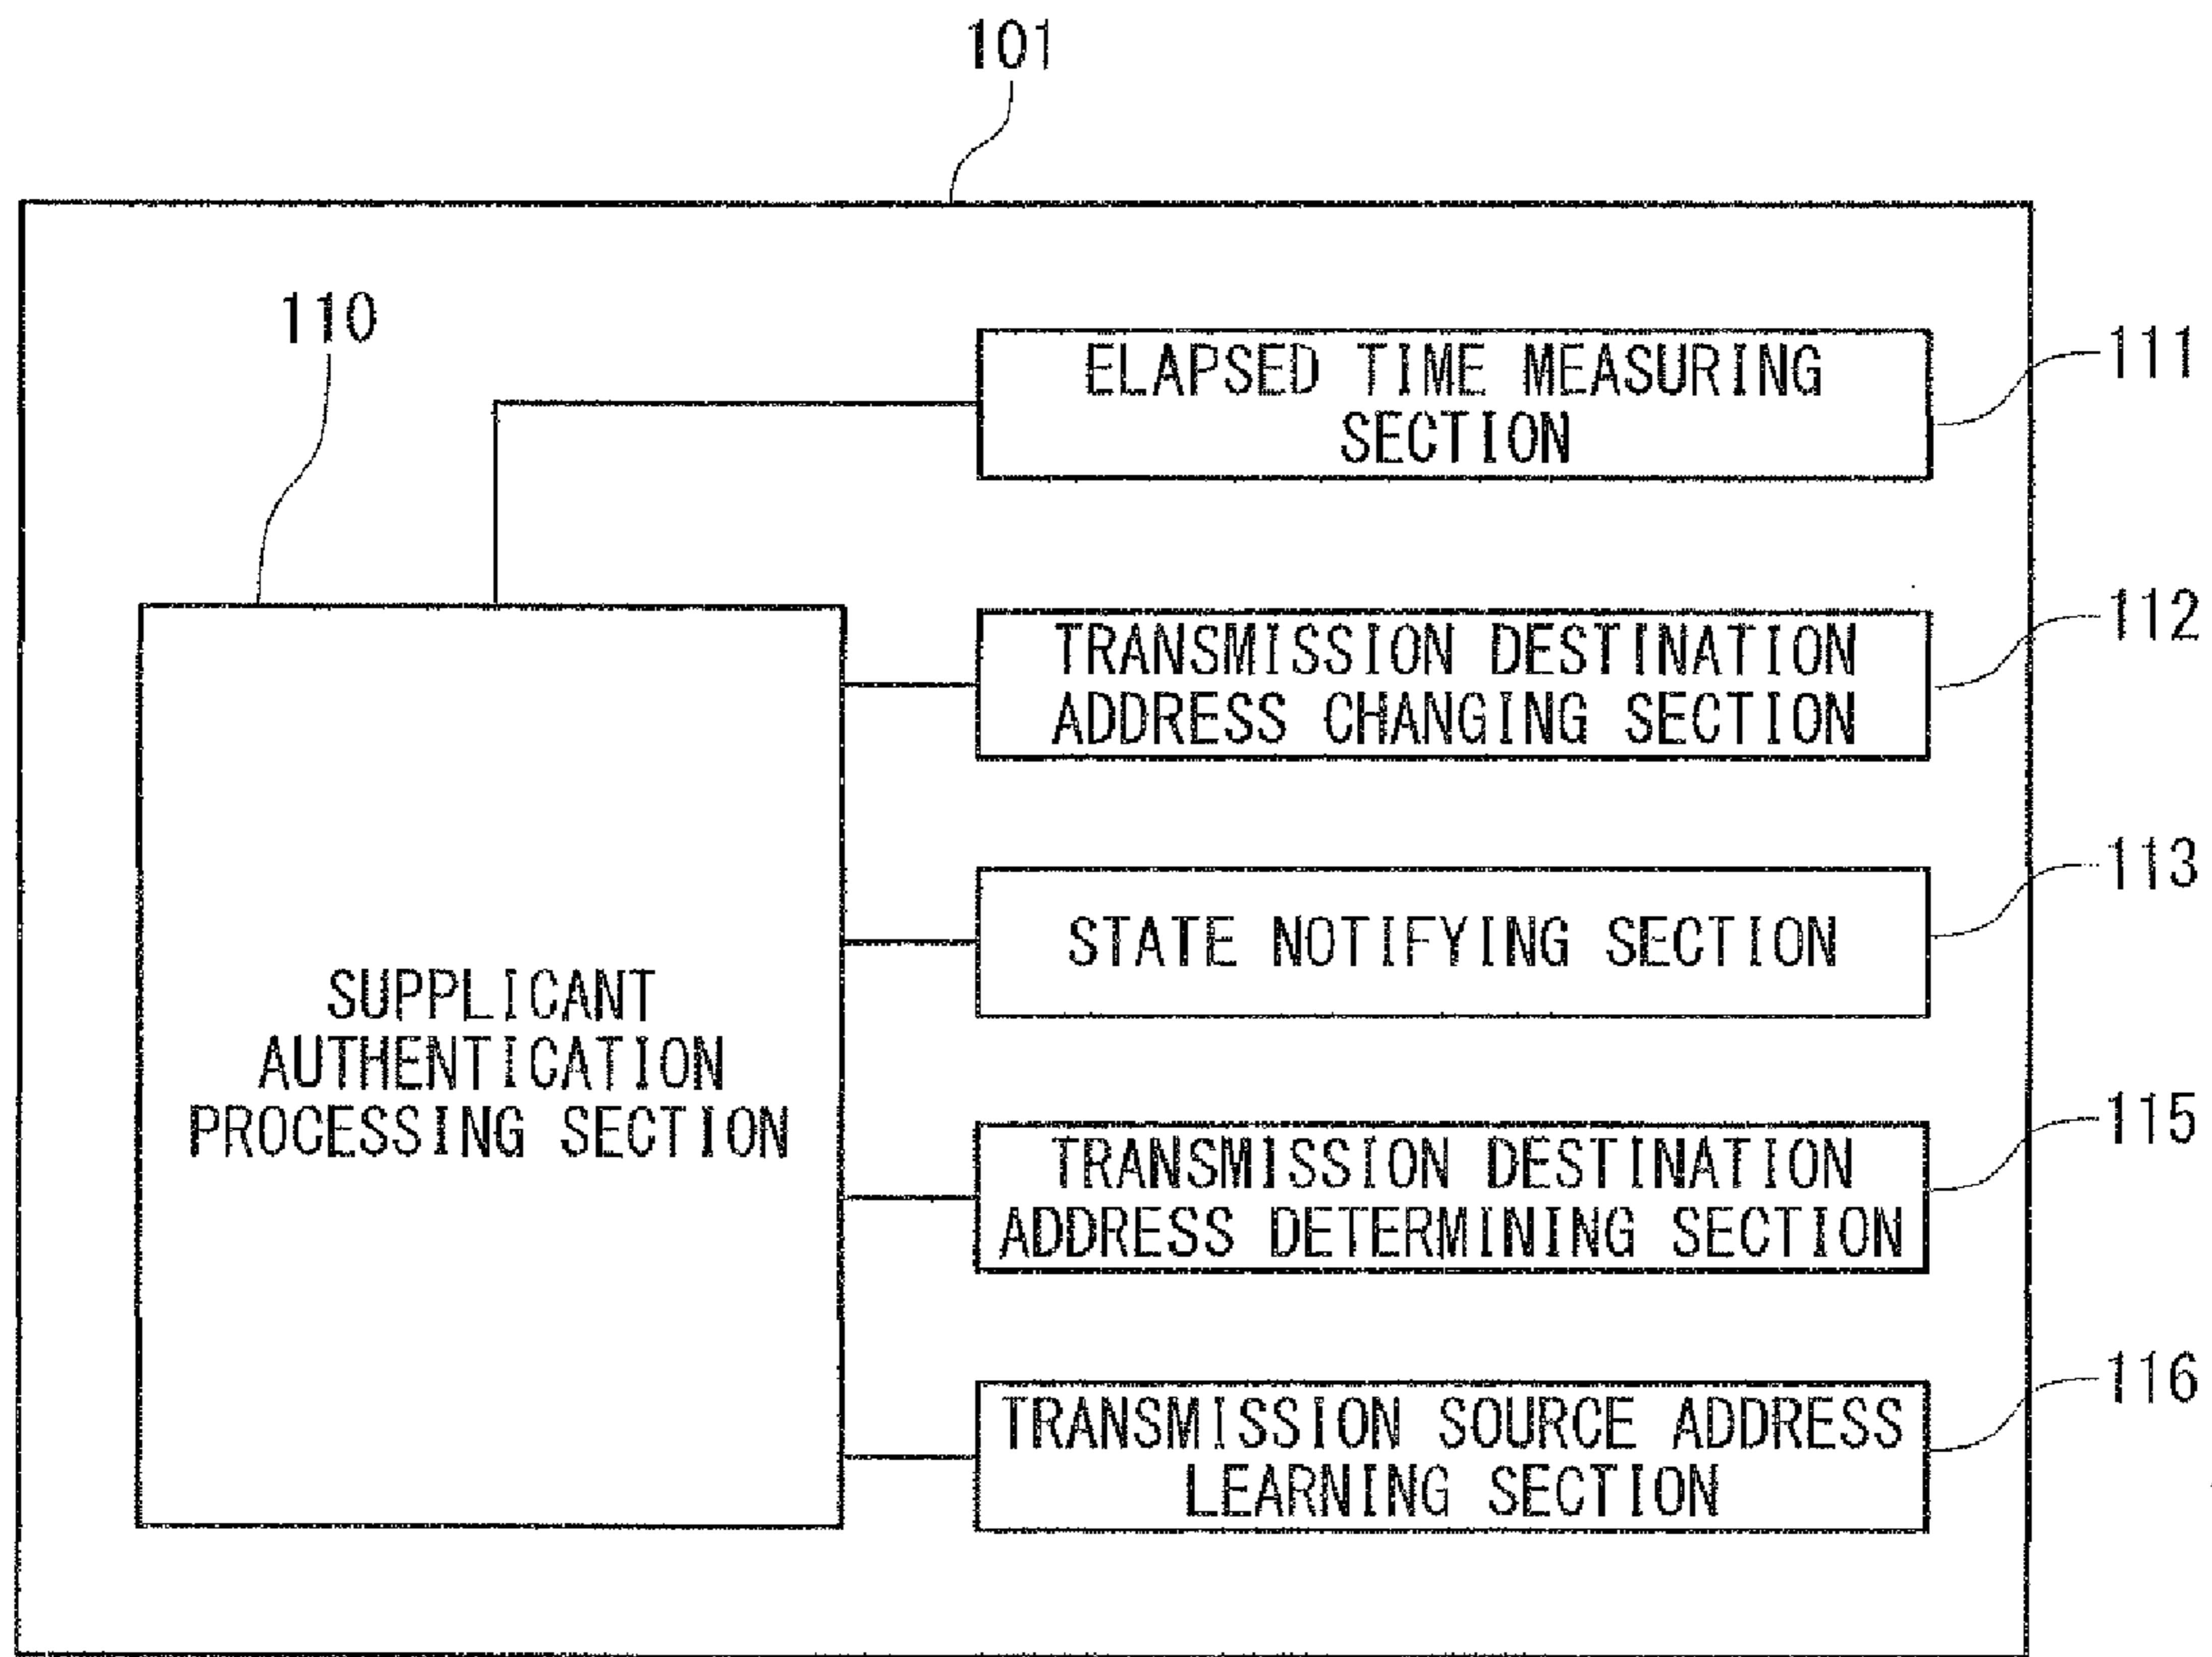 101
110
ELAPSED TIME MEASURING
SECTION
111
TRANSMISSION DESTINATION
ADDRESS CHANGING SECTION
112
STATE NOTIFYING SECTION
113
SUPPLICANT
AUTHENTICATION
PROCESSING SECTION
TRANSMISSION DESTINATION
ADDRESS DETERMINING SECTION
115
TRANSMISSION SOURCE ADDRESS
LEARNING SECTION
116